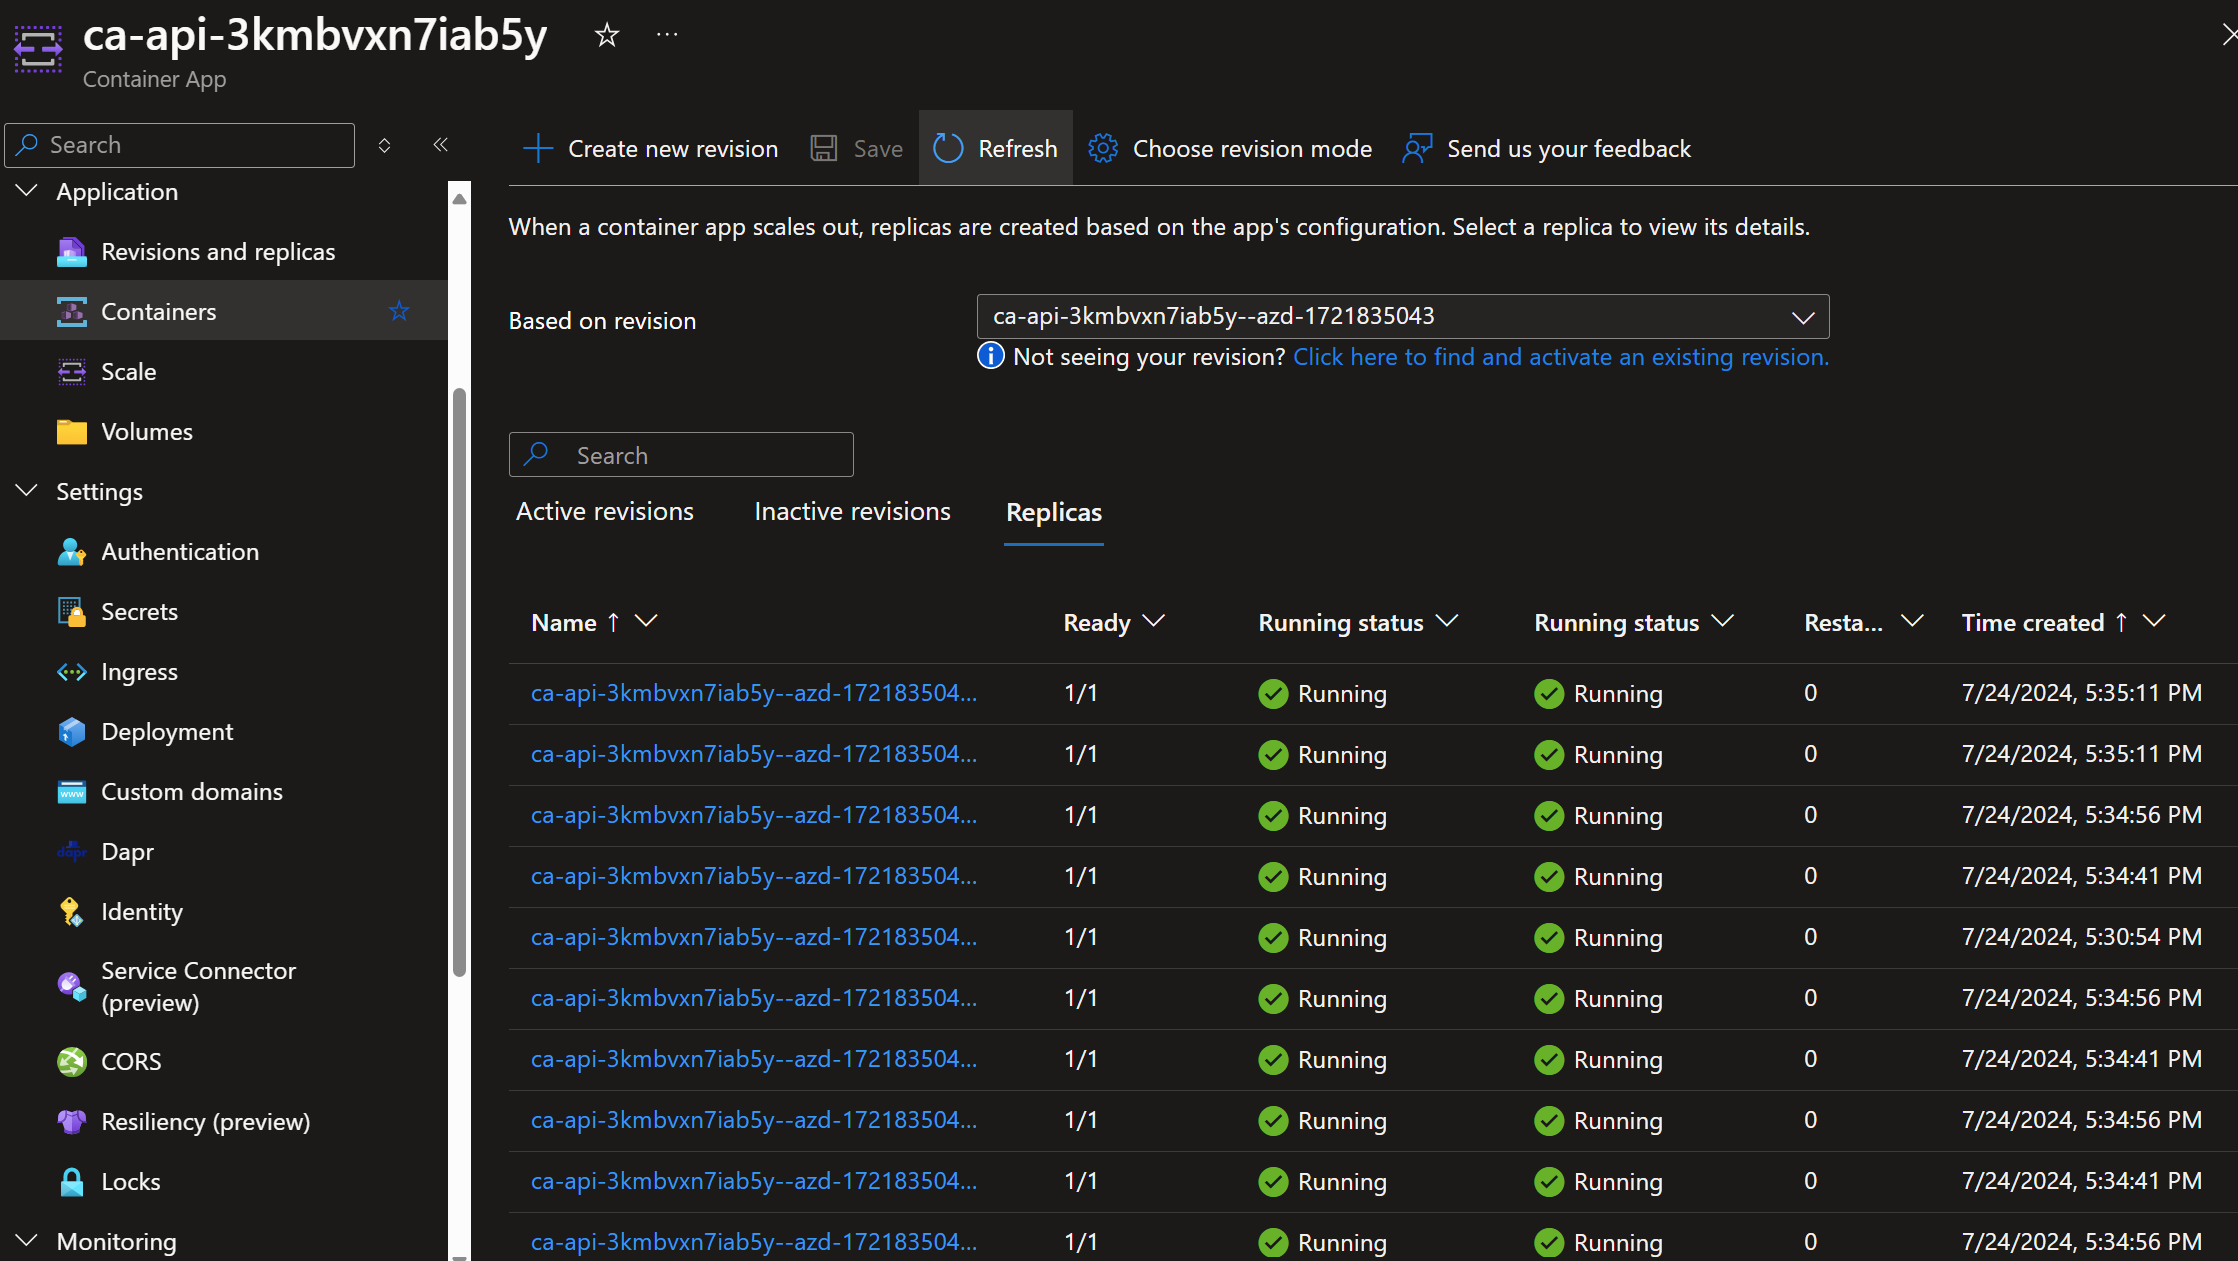 ca-api-3kmbvxn7iab5y
Container App
Search
Application
Revisions and replicas
Containers
Scale
Volumes
Settings
Authentication
Secrets
Ingress
Deployment
Custom domains
Dapr
Identity
Service Connector
(preview)
CORS
Resiliency (preview)
Locks
Monitoring
Create new revision Save Refresh Choose revision mode Send us your feedback
When a container app scales out, replicas are created based on the app's configuration. Select a replica to view its details.
Based on revision ca-api-3kmbvxn7iab5y--azd-1721835043
Not seeing your revision? Click here to find and activate an existing revision.
Search
Active revisions Inactive revisions Replicas
Name ↑ Ready Running status Running status Resta... Time created ↑
ca-api-3kmbvxn7iab5y--azd-172183504... 1/1 Running Running 0 7/24/2024, 5:35:11 PM
ca-api-3kmbvxn7iab5y--azd-172183504... 1/1 Running Running 0 7/24/2024, 5:35:11 PM
ca-api-3kmbvxn7iab5y--azd-172183504... 1/1 Running Running 0 7/24/2024, 5:34:56 PM
ca-api-3kmbvxn7iab5y--azd-172183504... 1/1 Running Running 0 7/24/2024, 5:34:41 PM
ca-api-3kmbvxn7iab5y--azd-172183504... 1/1 Running Running 0 7/24/2024, 5:30:54 PM
ca-api-3kmbvxn7iab5y--azd-172183504... 1/1 Running Running 0 7/24/2024, 5:34:56 PM
ca-api-3kmbvxn7iab5y--azd-172183504... 1/1 Running Running 0 7/24/2024, 5:34:41 PM
ca-api-3kmbvxn7iab5y--azd-172183504... 1/1 Running Running 0 7/24/2024, 5:34:56 PM
ca-api-3kmbvxn7iab5y--azd-172183504... 1/1 Running Running 0 7/24/2024, 5:34:41 PM
ca-api-3kmbvxn7iab5y--azd-172183504... 1/1 Running Running 0 7/24/2024, 5:34:56 PM